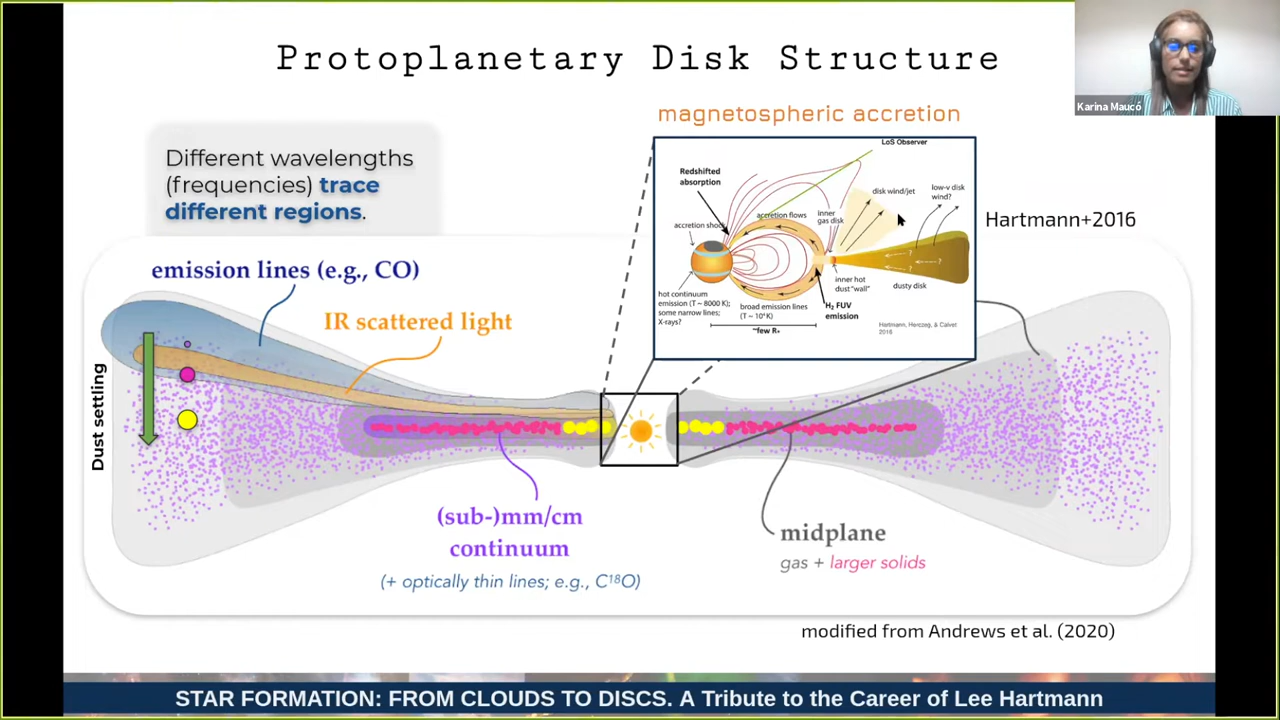 Protoplanetary Disk Structure
Karina Maucó
magnetospheric accretion
Different wavelengths
(frequencies) trace
different regions.
LoS Observer
Redshifted
absorption
disk wind/jet
low-v disk
wind?
accretion shock
accretion flows
inner
gas disk
Hartmann+2016
inner hot
dust "wall"
dusty disk
hot continuum
emission (T ~ 8000 K);
some narrow lines;
X-rays?
broad emission lines
(T ~ 10⁴K)
H₂ FUV
emission
~few R*
Hartmann, Herczeg, & Calvet
2016
emission lines (e.g., CO)
IR scattered light
Dust settling
(sub-)mm/cm
continuum
(+ optically thin lines; e.g., C¹⁸O)
midplane
gas + larger solids
modified from Andrews et al. (2020)
STAR FORMATION: FROM CLOUDS TO DISCS. A Tribute to the Career of Lee Hartmann